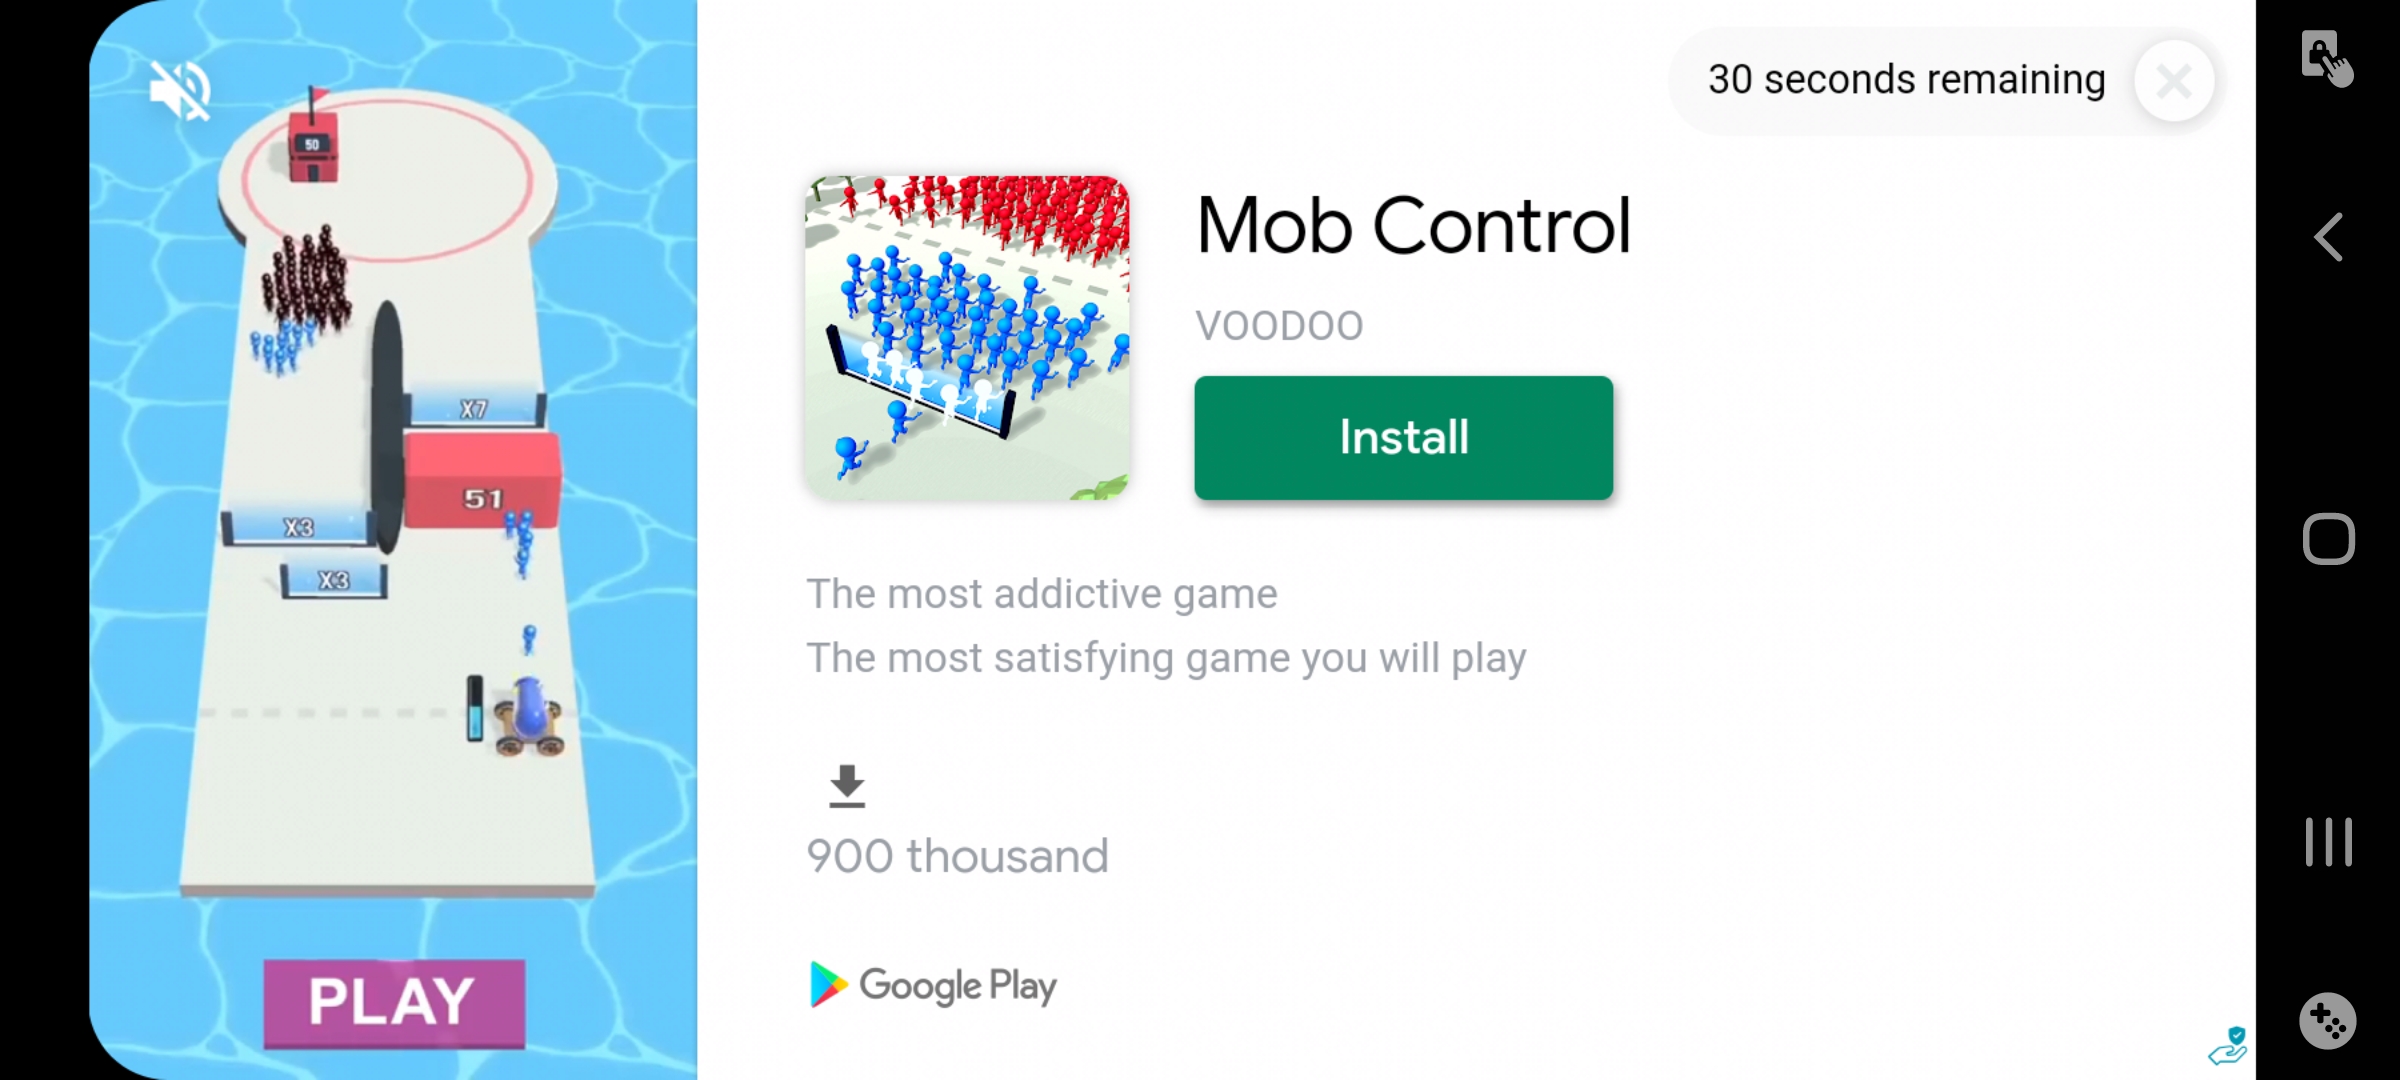 50
X7
51
X3
X3
PLAY
30 seconds remaining
Mob Control
VOODOO
Install
The most addictive game
The most satisfying game you will play
900 thousand
Google Play